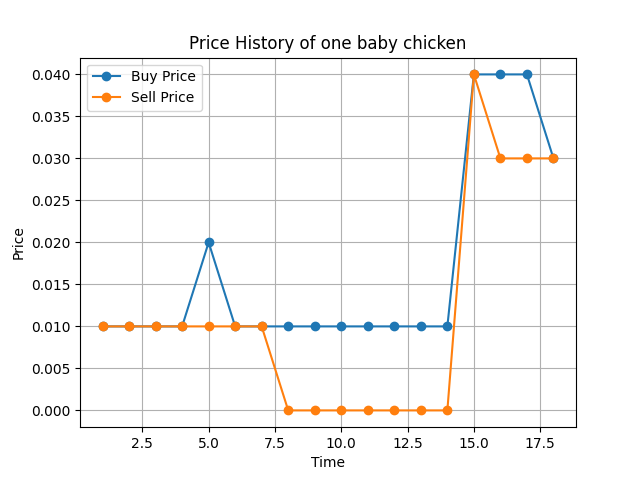 Price History of one baby chicken
Buy Price
Sell Price
0.040
0.035
0.030
0.025
0.020
0.015
0.010
0.005
0.000
Price
2.5 5.0 7.5 10.0 12.5 15.0 17.5
Time